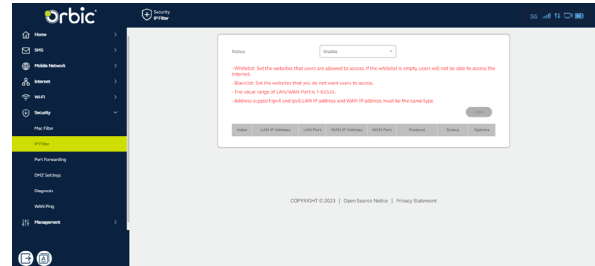 Orbic
Security
IP Filter
5G
Home
SMS
Mobile Network
Internet
Wi-Fi
Security
Mac Filter
IP Filter
Port Forwarding
DMZ Settings
Diagnosis
WAN Ping
Management
Status
Disable
- Whitelist: Set the websites that users are allowed to access. If the whitelist is empty, users will not be able to access the
internet.
- Blacklist: Set the websites that you do not want users to access.
- The value range of LAN/WAN Port is 1-65535.
- Address support ipv4 and ipv6,LAN IP address and WAN IP address must be the same type.
Add
Index LAN IP Address LAN Port WAN IP Address WAN Port Protocol Status Options
COPYRIGHT © 2023 | Open Source Notice | Privacy Statement